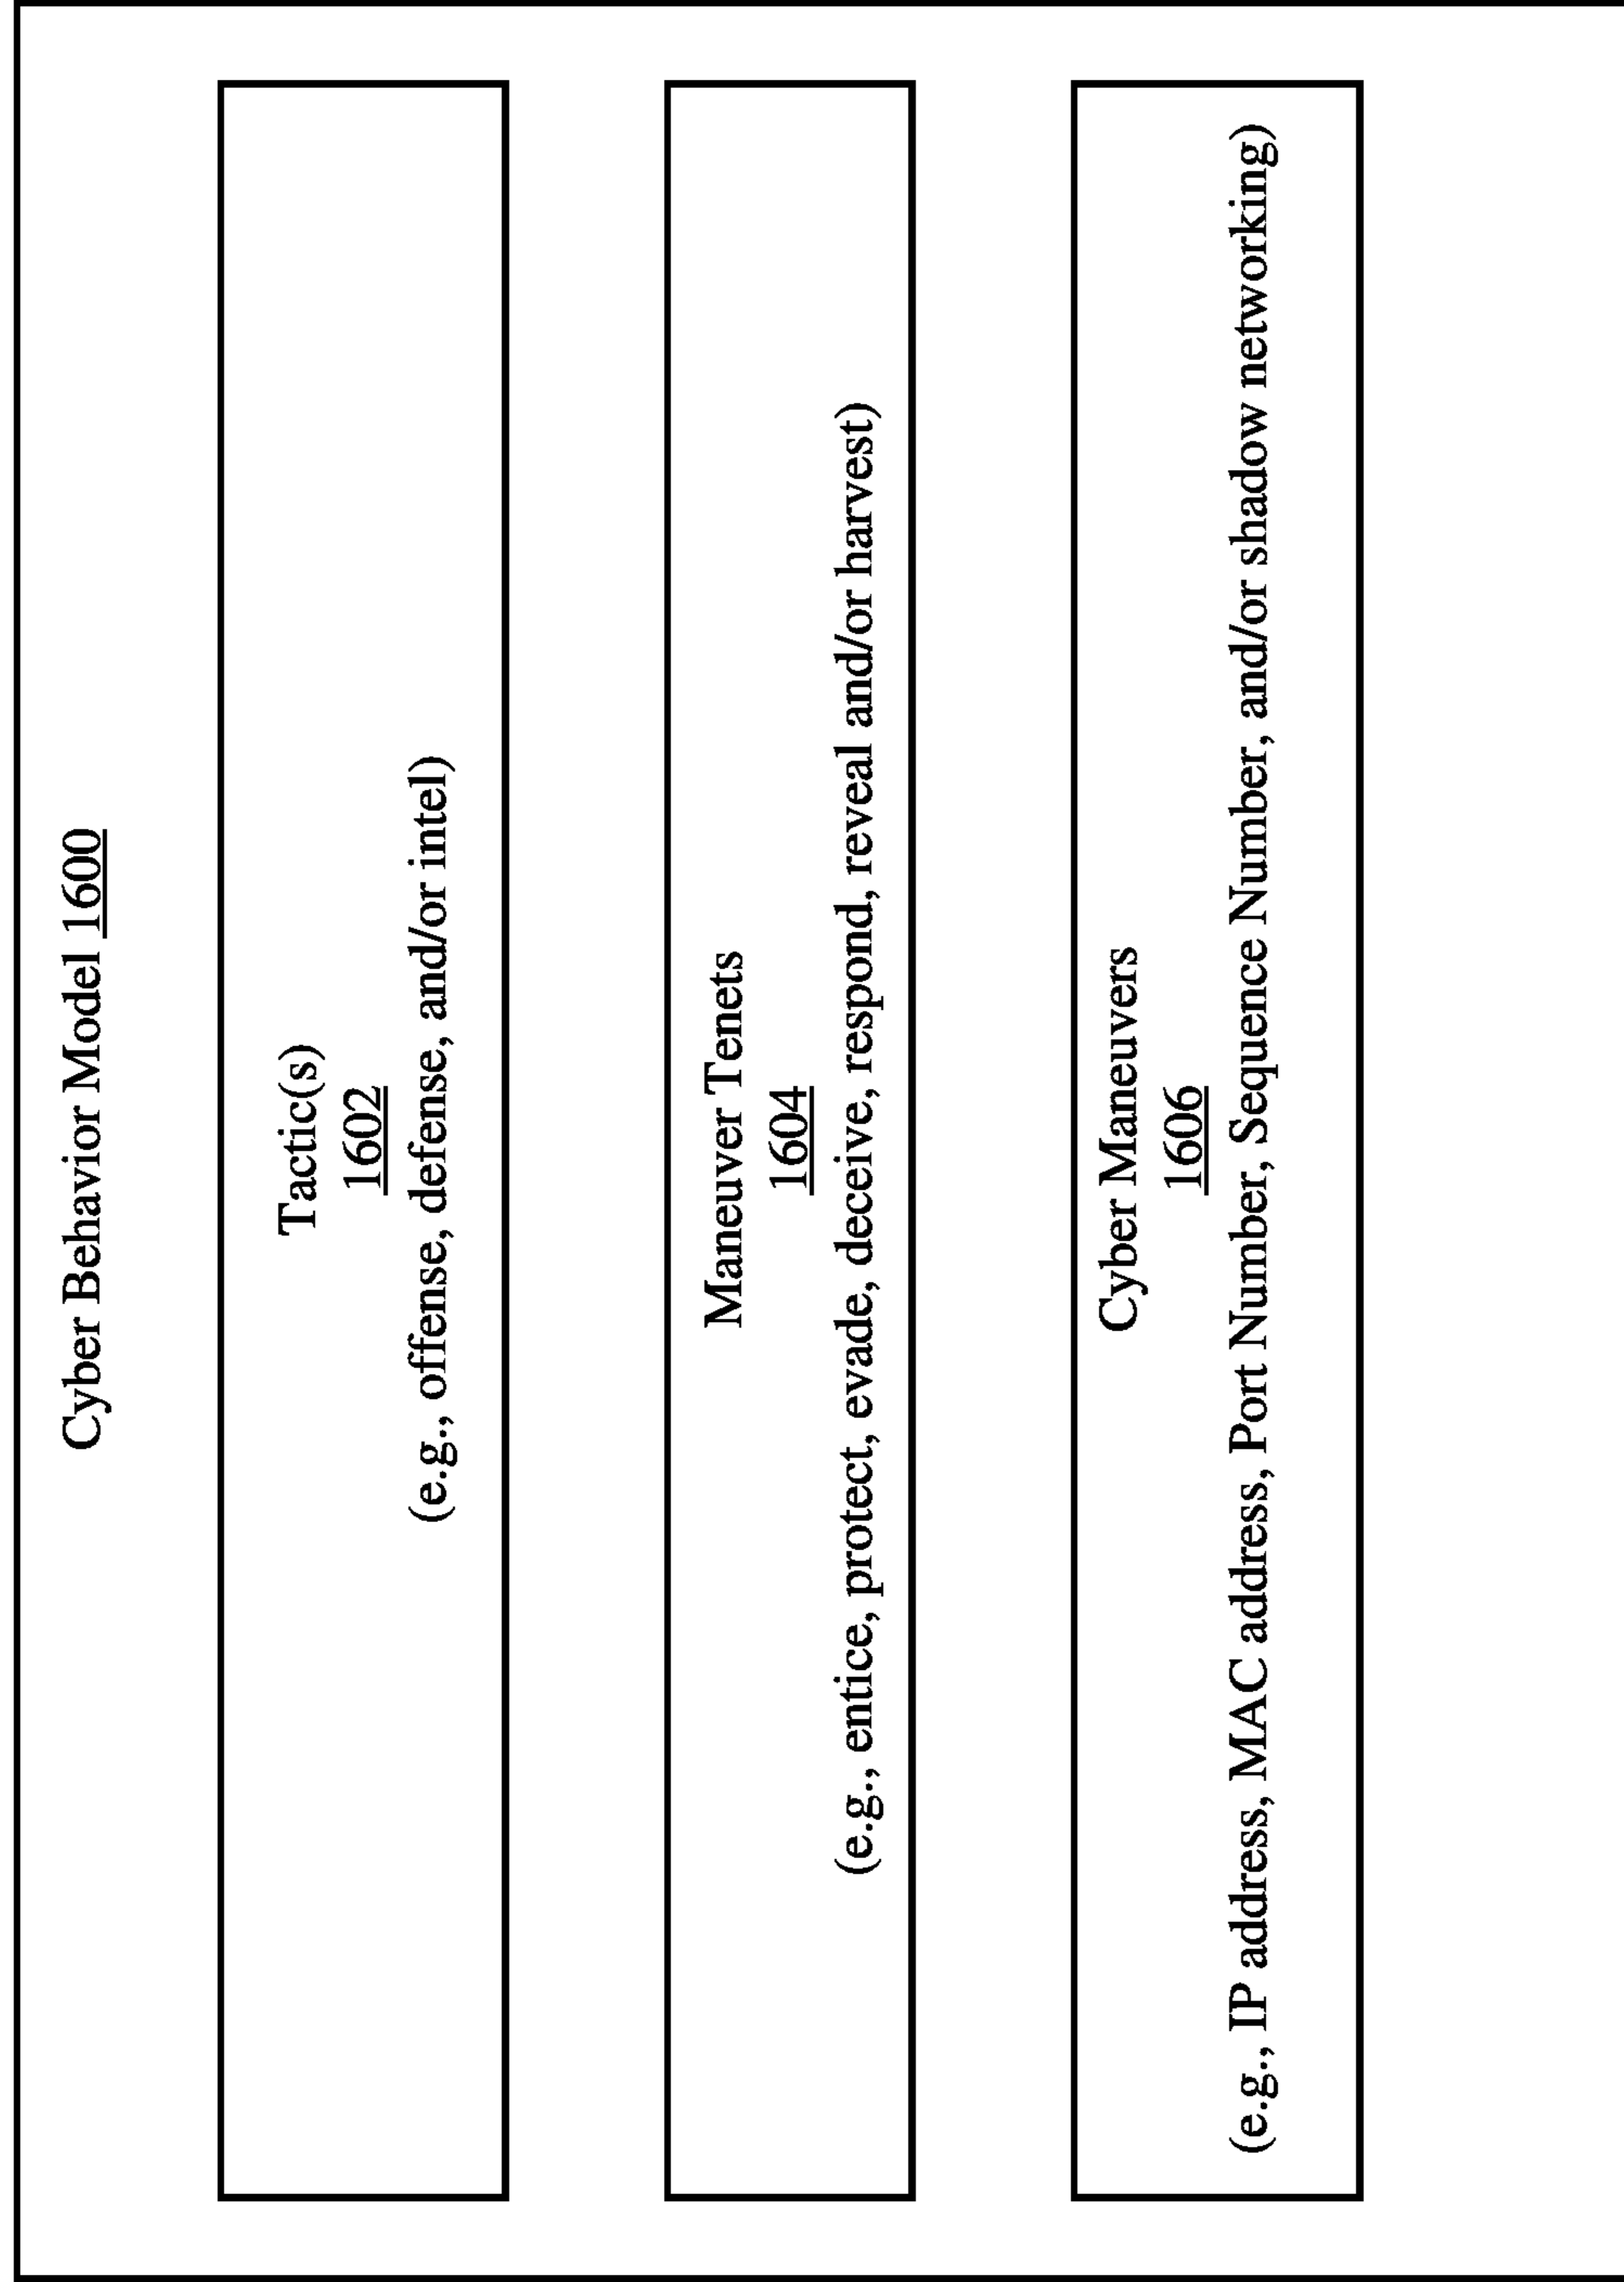 Cyber Behavior Model 1600
Tactic(s)
1602
(e.g., offense, defense, and/or intel)
Maneuver Tenets
1604
(e.g., entice, protect, evade, deceive, respond, reveal and/or harvest)
Cyber Maneuvers
1606
(e.g., IP address, MAC address, Port Number, Sequence Number, and/or shadow networking)